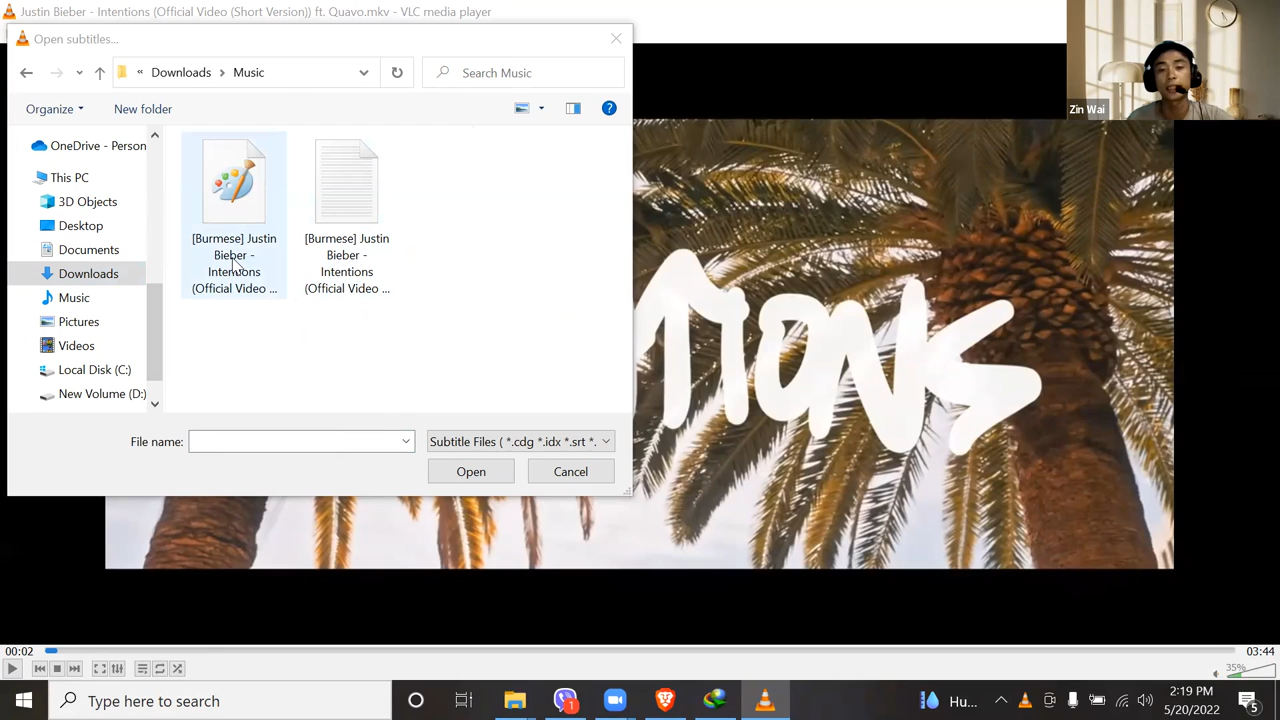 Justin Bieber - Intentions (Official Video (Short Version)) ft. Quavo.mkv - VLC media player
Open subtitles...
« Downloads > Music
Search Music
Organize
New folder
OneDrive - Person
This PC
3D Objects
Desktop
Documents
Downloads
Music
Pictures
Videos
Local Disk (C:)
New Volume (D:)
[Burmese] Justin
Bieber -
Intentions
(Official Video ...
[Burmese] Justin
Bieber -
Intentions
(Official Video ...
File name:
Subtitle Files ( *.cdg *.idx *.srt *.
Open
Cancel
Zin Wai
TIONS
00:02
03:44
35%
Type here to search
1
Hu...
2:19 PM
5/20/2022
5